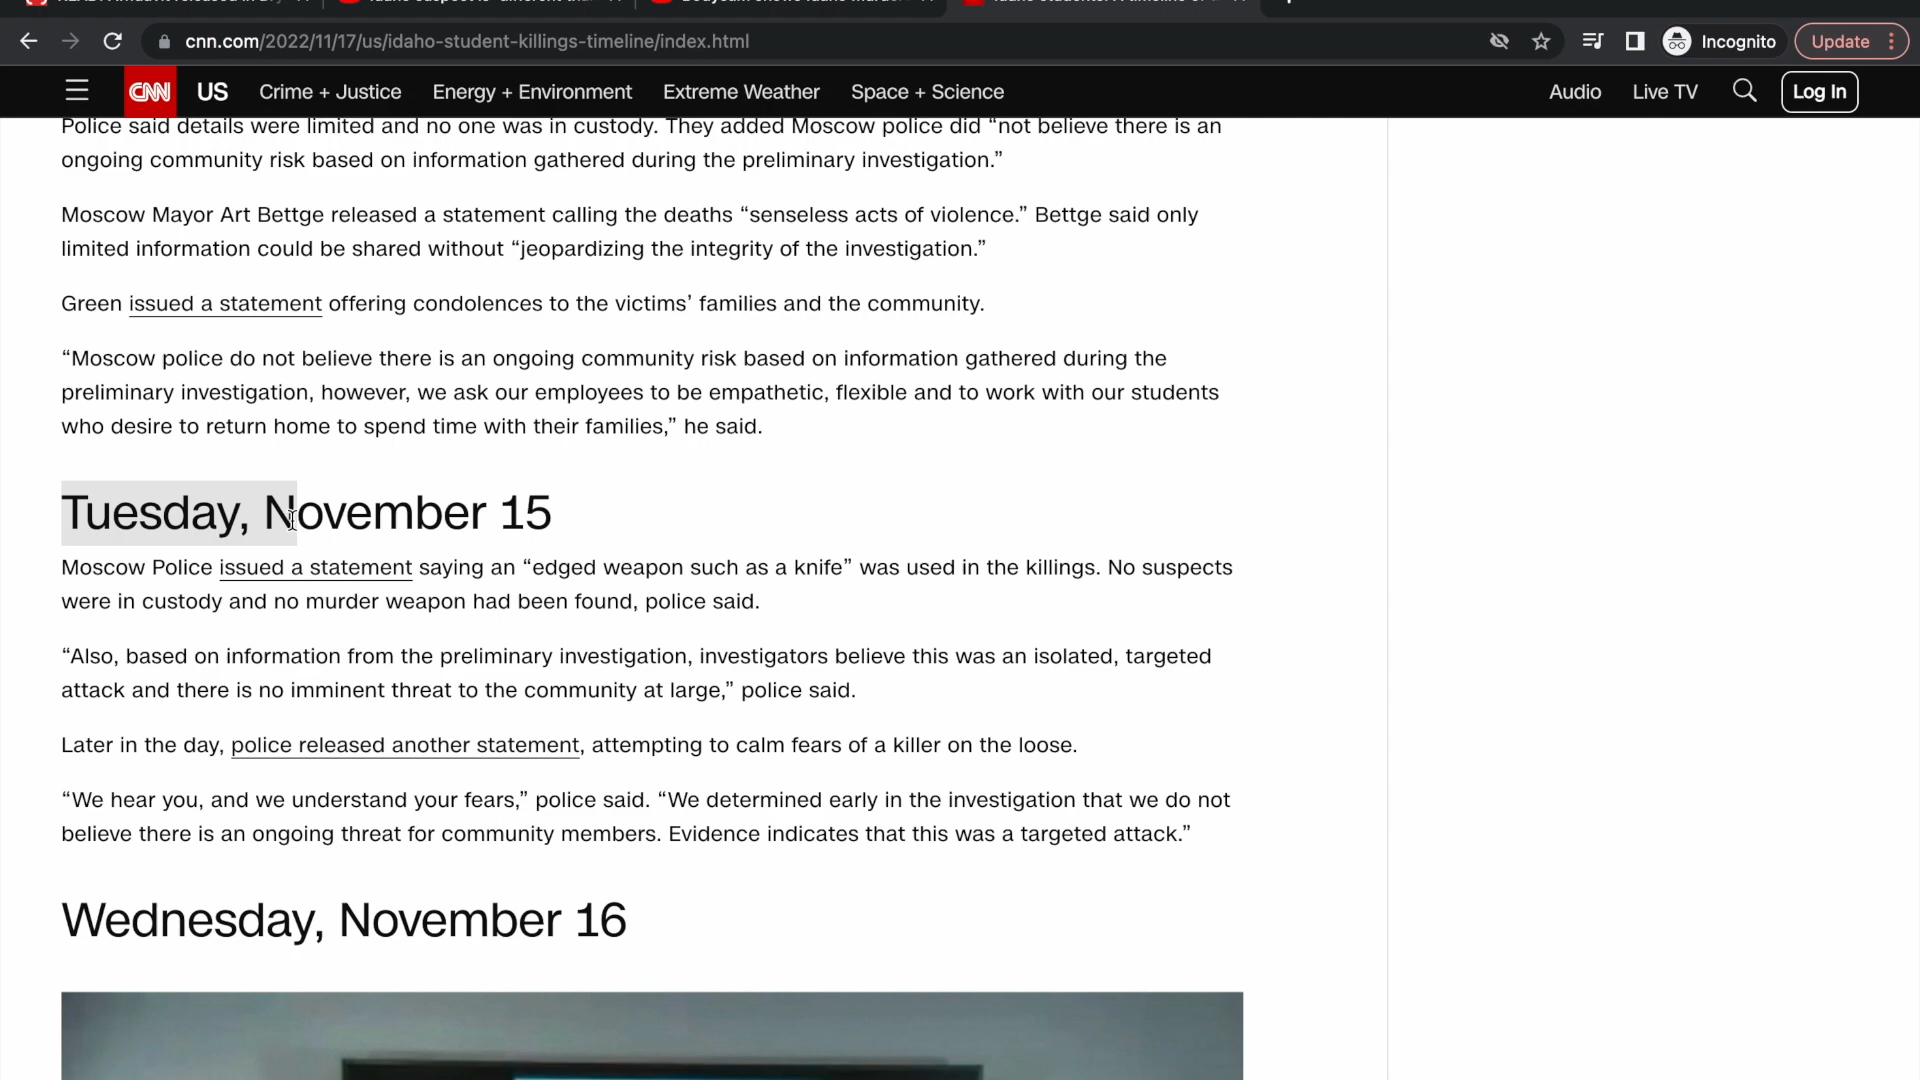 cnn.com/2022/11/17/us/idaho-student-killings-timeline/index.html
Incognito
Update
CNN US Crime + Justice Energy + Environment Extreme Weather Space + Science Audio Live TV Log In
Police said details were limited and no one was in custody. They added Moscow police did “not believe there is an
ongoing community risk based on information gathered during the preliminary investigation.”
Moscow Mayor Art Bettge released a statement calling the deaths “senseless acts of violence.” Bettge said only
limited information could be shared without “jeopardizing the integrity of the investigation.”
Green issued a statement offering condolences to the victims’ families and the community.
“Moscow police do not believe there is an ongoing community risk based on information gathered during the
preliminary investigation, however, we ask our employees to be empathetic, flexible and to work with our students
who desire to return home to spend time with their families,” he said.
Tuesday, November 15
Moscow Police issued a statement saying an “edged weapon such as a knife” was used in the killings. No suspects
were in custody and no murder weapon had been found, police said.
“Also, based on information from the preliminary investigation, investigators believe this was an isolated, targeted
attack and there is no imminent threat to the community at large,” police said.
Later in the day, police released another statement, attempting to calm fears of a killer on the loose.
“We hear you, and we understand your fears,” police said. “We determined early in the investigation that we do not
believe there is an ongoing threat for community members. Evidence indicates that this was a targeted attack.”
Wednesday, November 16